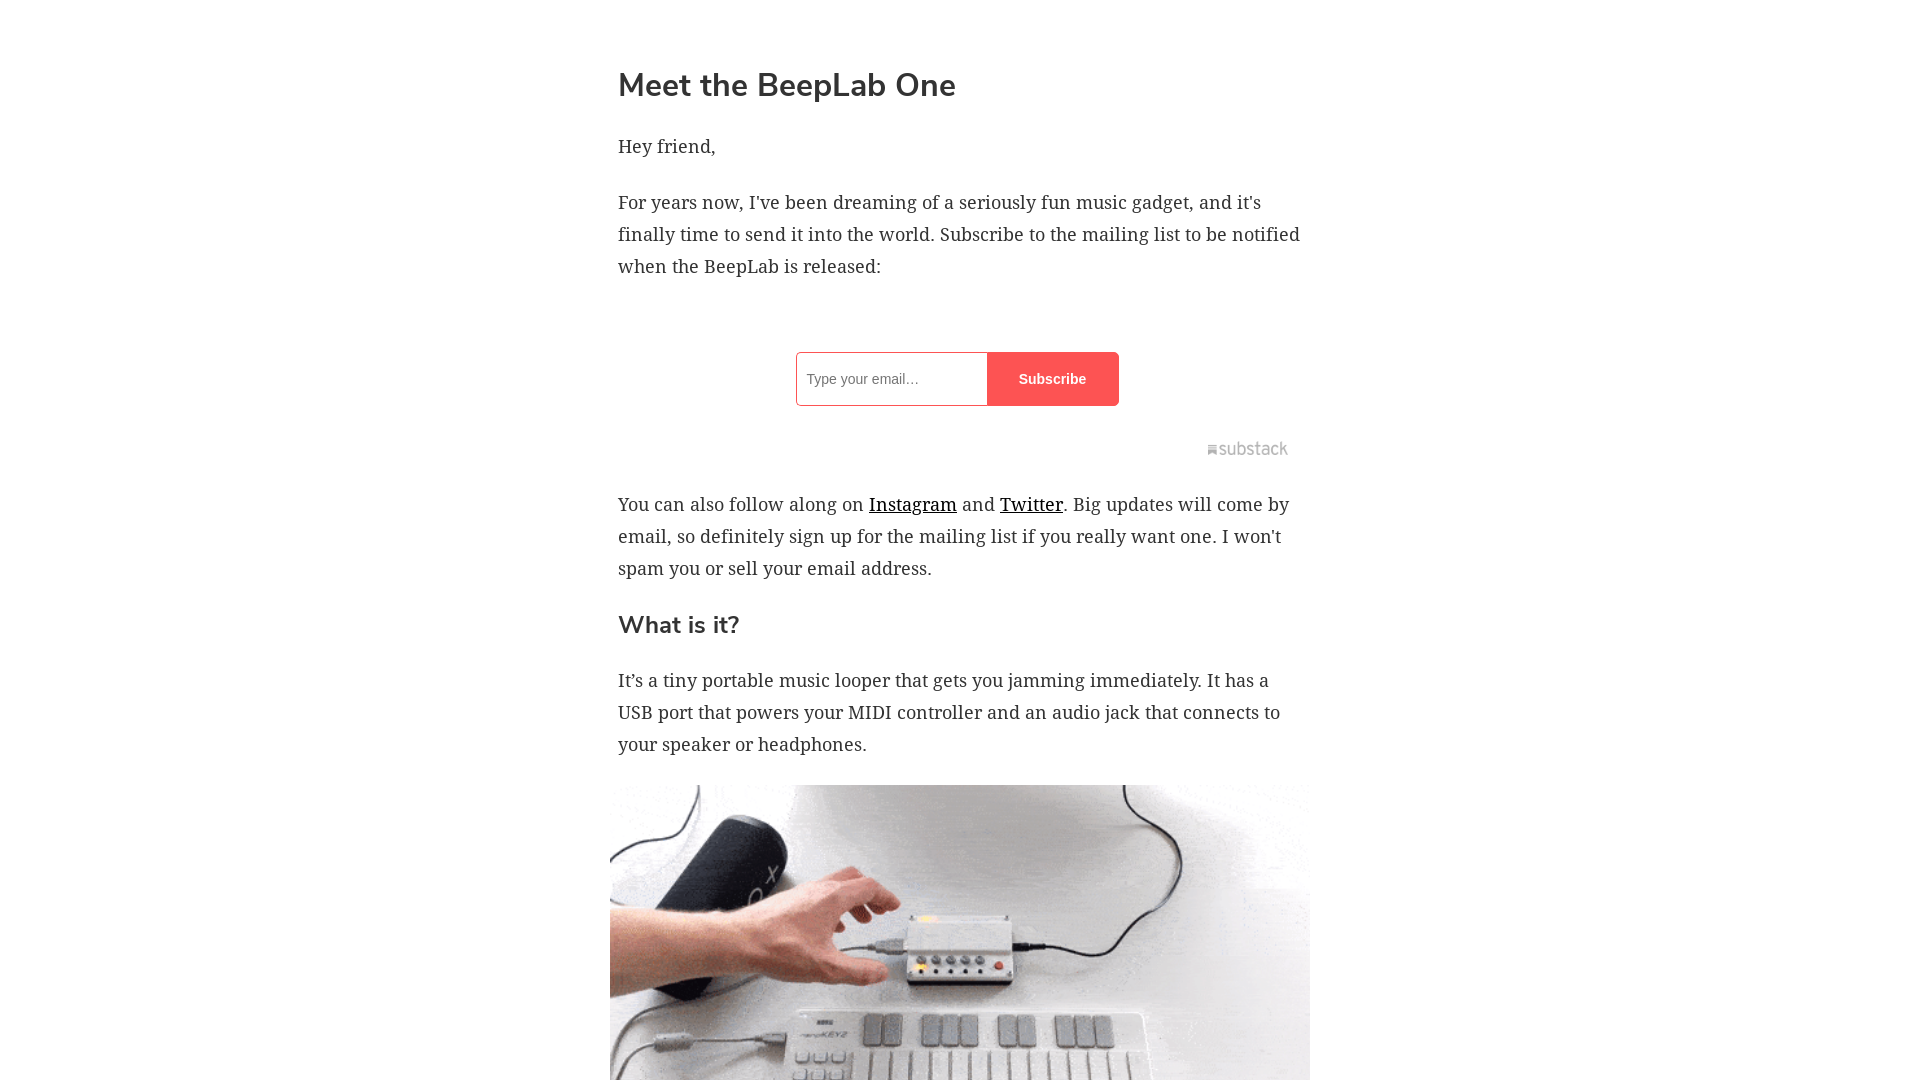 Meet the BeepLab One
Hey friend,
For years now, I've been dreaming of a seriously fun music gadget, and it's
finally time to send it into the world. Subscribe to the mailing list to be notified
when the BeepLab is released:
Type your email…
Subscribe
substack
You can also follow along on Instagram and Twitter. Big updates will come by
email, so definitely sign up for the mailing list if you really want one. I won't
spam you or sell your email address.
What is it?
It’s a tiny portable music looper that gets you jamming immediately. It has a
USB port that powers your MIDI controller and an audio jack that connects to
your speaker or headphones.